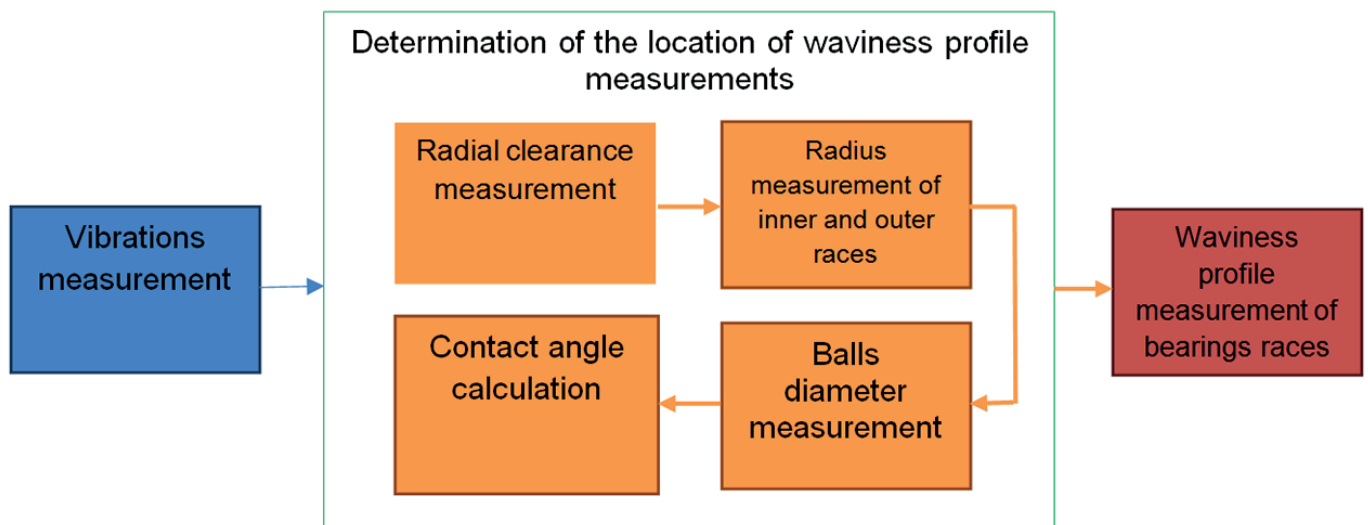 Determination of the location of waviness profile
measurements
Vibrations
measurement
Radial clearance
measurement
Radius
measurement of
inner and outer
races
Balls
diameter
measurement
Contact angle
calculation
Waviness
profile
measurement of
bearings races